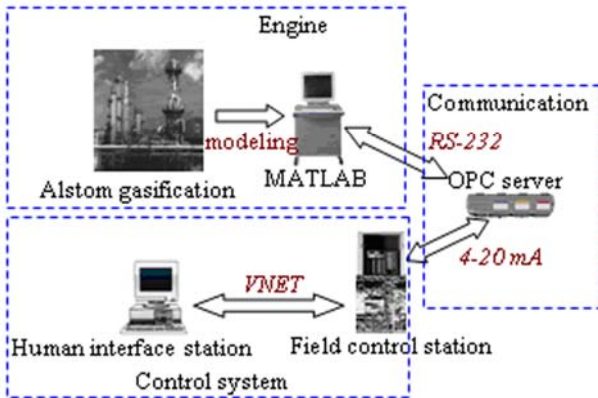 Engine
modeling
Alstom gasification
MATLAB
Communication
RS-232
OPC server
4-20 mA
VNET
Human interface station
Field control station
Control system